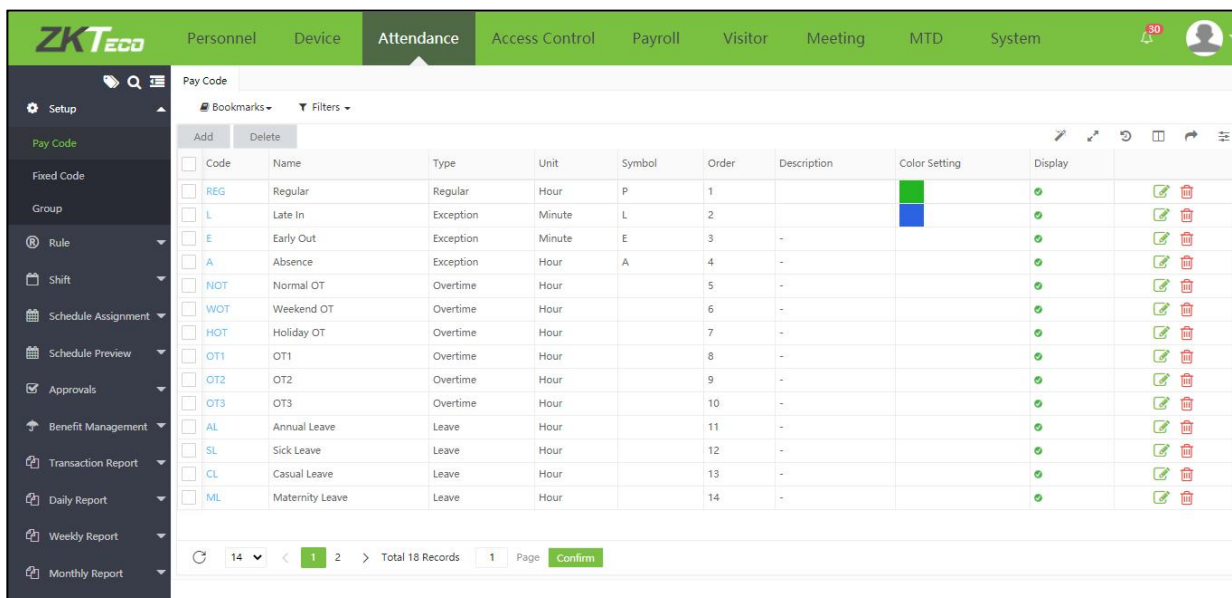 ZKTECO Personnel Device Attendance Access Control Payroll Visitor Meeting MTD System 30
Pay Code
Setup
Bookmarks Filters
Pay Code
Add Delete
Fixed Code
Group
Rule
Shift
Schedule Assignment
Schedule Preview
Approvals
Benefit Management
Transaction Report
Daily Report
Weekly Report
Monthly Report
Code Name Type Unit Symbol Order Description Color Setting Display
REG Regular Regular Hour P 1
L Late In Exception Minute L 2
E Early Out Exception Minute E 3 -
A Absence Exception Hour A 4 -
NOT Normal OT Overtime Hour 5 -
WOT Weekend OT Overtime Hour 6 -
HOT Holiday OT Overtime Hour 7 -
OT1 OT1 Overtime Hour 8 -
OT2 OT2 Overtime Hour 9 -
OT3 OT3 Overtime Hour 10 -
AL Annual Leave Leave Hour 11 -
SL Sick Leave Leave Hour 12 -
CL Casual Leave Leave Hour 13 -
ML Maternity Leave Leave Hour 14 -
14 < 1 2 > Total 18 Records 1 Page Confirm